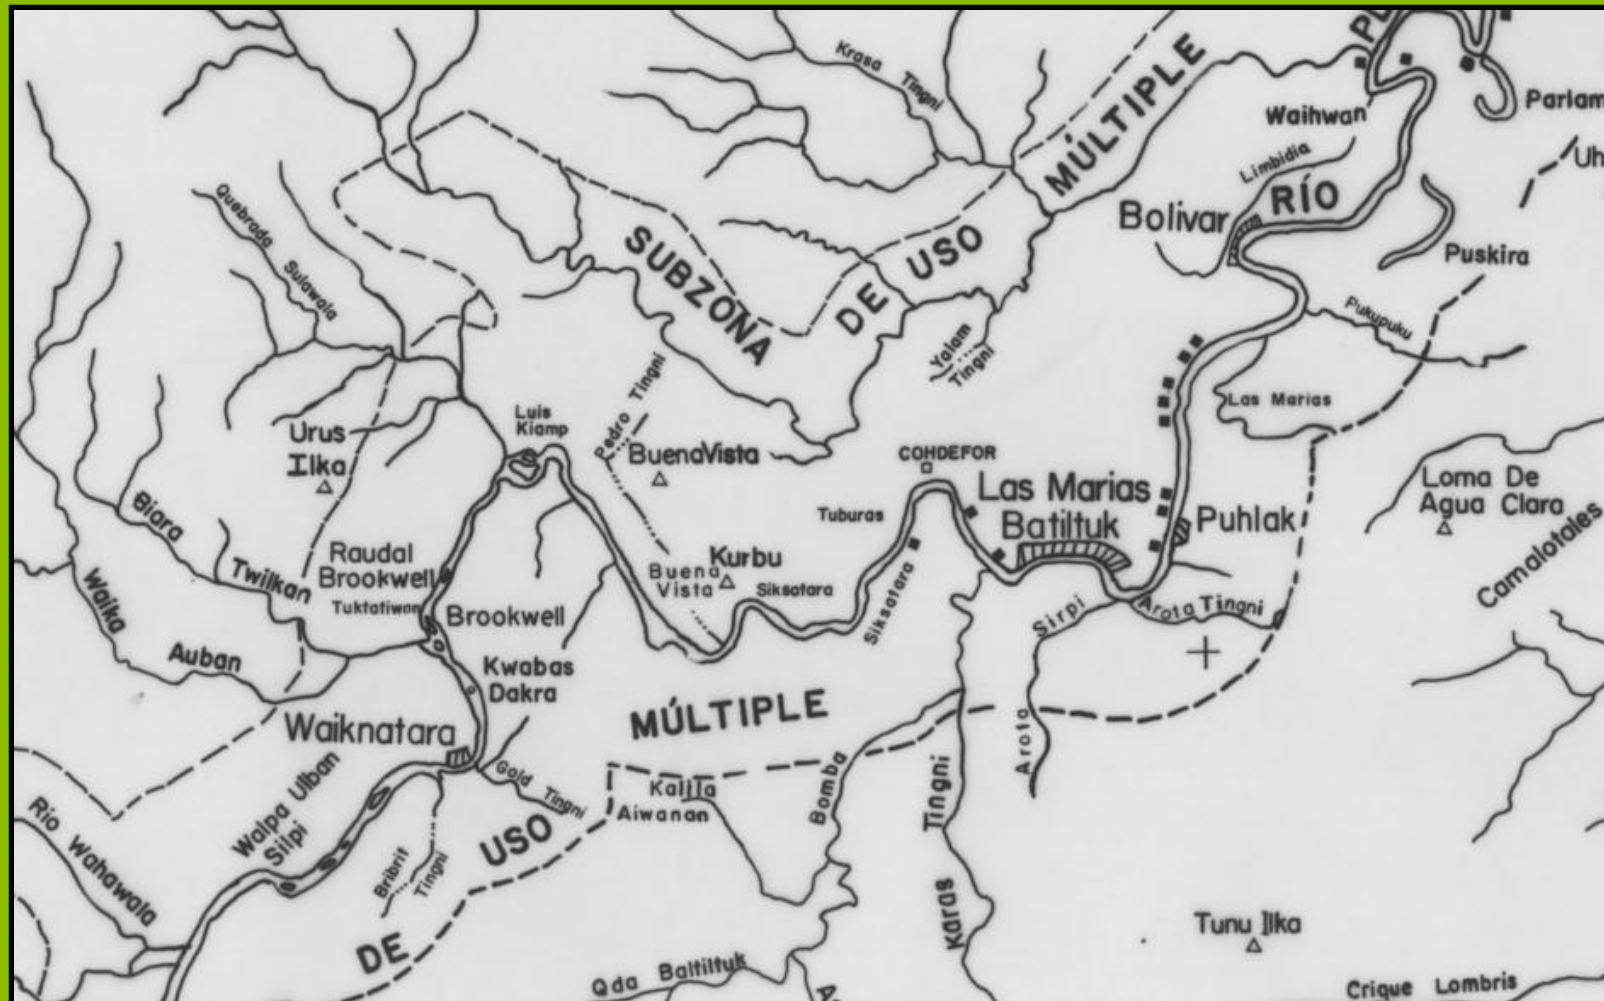 Krasa Tingni
MÚLTIPLE
Waihwan
Limbidia
RÍO
Bolivar
Puskira
Pukupuku
Quebrada Sulawala
SUBZONA
DE USO
Yalam
Tingni
Las Marias
Pedro Tingni
Luis
Kiamp
Urus
Ilka
Buena Vista
COHDEFOR
Las Marias
Batiltuk
Puhlak
Loma De
Agua Clara
Camalotales
Biara
Tuburas
Raudal
Brookwell
Kurbu
Buena
Vista
Siksatara
Siksatara
Twilkan
Tuktatiwan
Brookwell
Waika
Sirpi
Arota Tingni
Auban
Kwabas
Dakra
MÚLTIPLE
Arota
Waiknatara
Gold Tingni
Kalila
Aiwanan
Bomba
Tingni
Walpa Ulban
Silpi
USO
Rio Wahawala
Bribrit
Tingni
Karas
DE
Tunu Ilka
Qda Baltiltuk
Crique Lombris